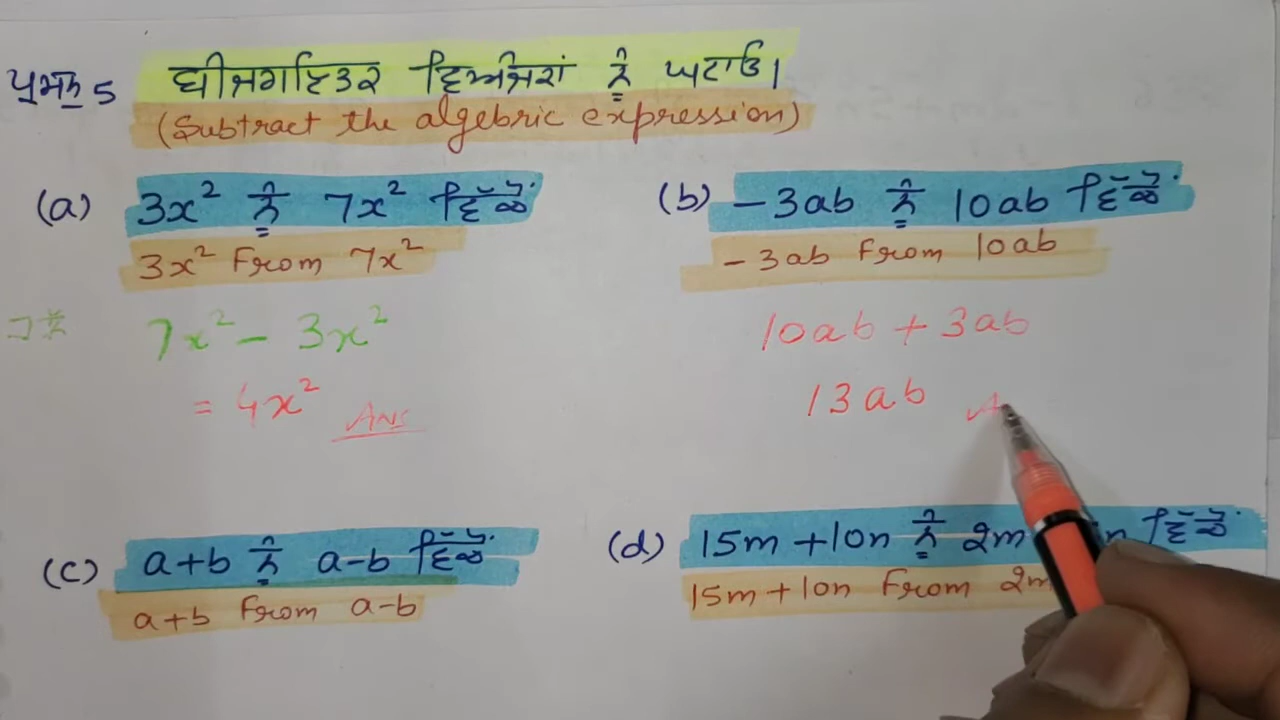 ਪ੍ਰਸ਼ਨ 5 ਬੀਜਗਣਿਤਕ ਵਿਅੰਜਕਾਂ ਨੂੰ ਘਟਾਓ।
(Subtract the algebric expression)
(a) 3x² ਨੂੰ 7x² ਵਿੱਚੋਂ
3x² From 7x²
7x² - 3x²
= 4x² Ans
(b) -3ab ਨੂੰ 10ab ਵਿੱਚੋਂ
-3ab From 10ab
10ab + 3ab
13ab
(c) a+b ਨੂੰ a-b ਵਿੱਚੋਂ
a+b From a-b
(d) 15m+10n ਨੂੰ 2m ਵਿੱਚੋਂ
15m+10n From 2m